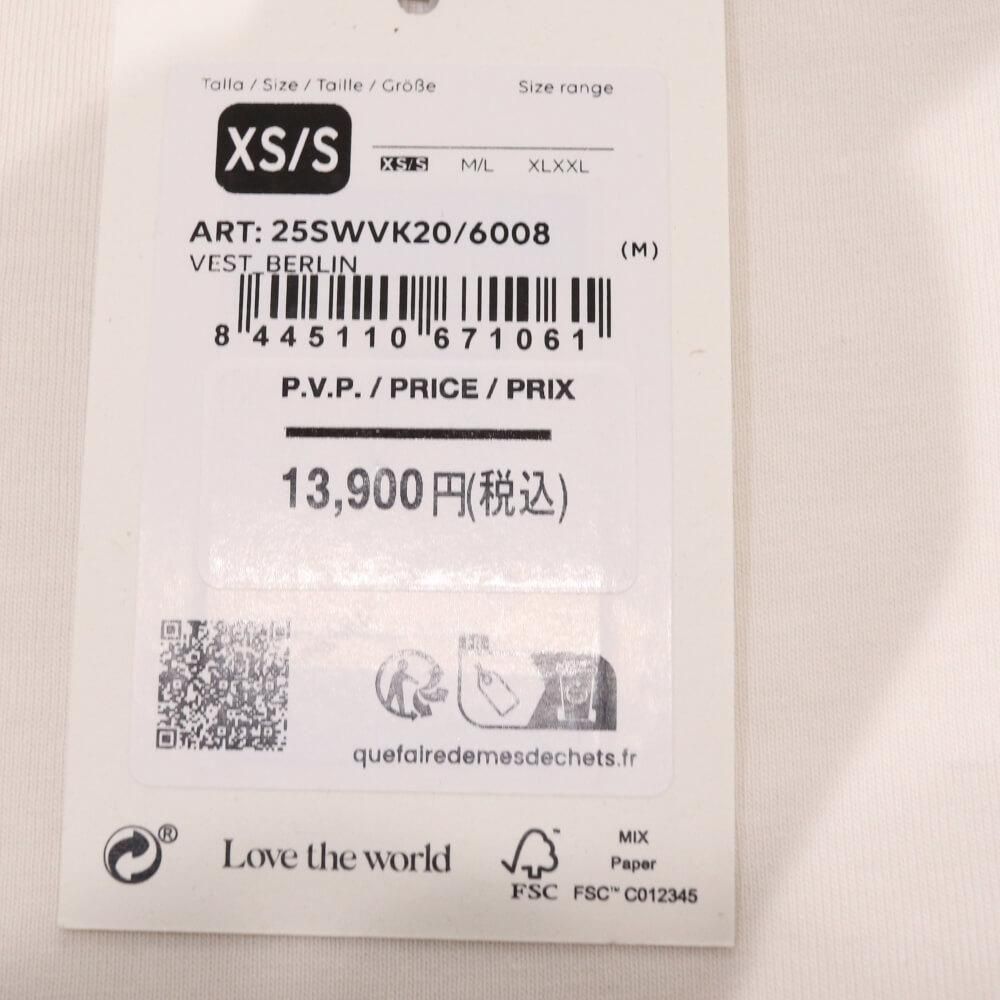 Talla / Size / Taille / Größe
Size range
XS/S
XS/S M/L XLXXL
ART: 25SWVK20/6008
(M)
VEST_BERLIN
8 445110 671061
P.V.P. / PRICE / PRIX
13,900円(税込)
quefairedemesdechets.fr
®
Love the world
FSC
MIX
Paper
FSC™ C012345